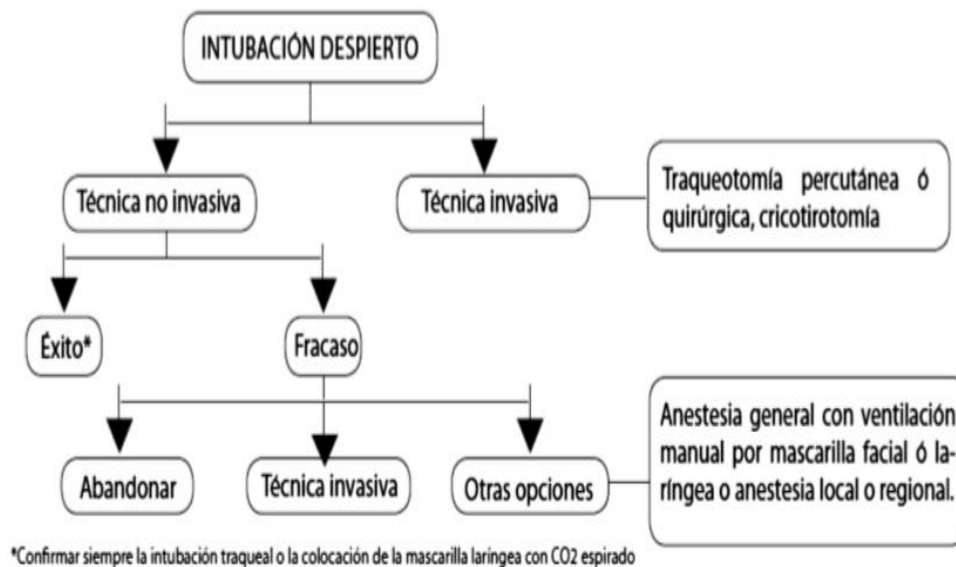 INTUBACIÓN DESPIERTO
Técnica no invasiva
Técnica invasiva
Traqueotomía percutánea ó
quirúrgica, cricotirotomía
Éxito*
Fracaso
Abandonar
Técnica invasiva
Otras opciones
Anestesia general con ventilación
manual por mascarilla facial ó la-
ríngea o anestesia local o regional.
*Confirmar siempre la intubación traqueal o la colocación de la mascarilla laríngea con CO2 espirado